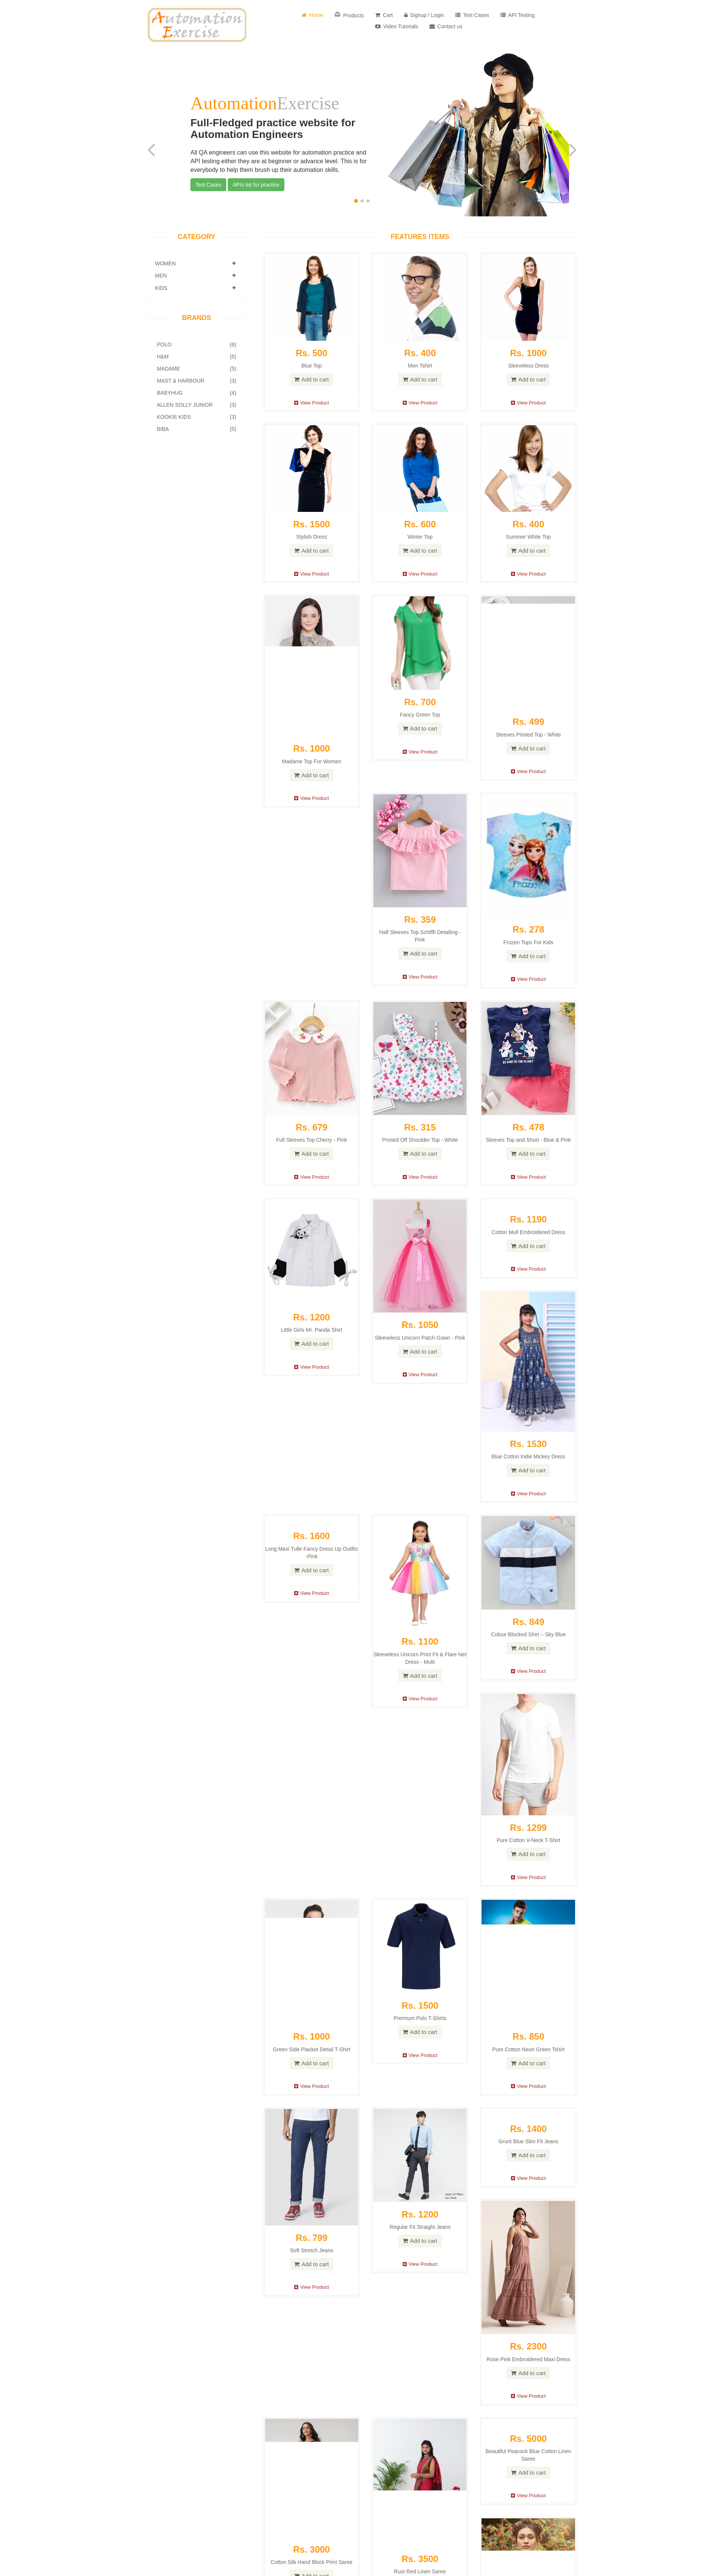 Automation
Exercise
Home
Products
Cart
Signup / Login
Test Cases
API Testing
Video Tutorials
Contact us
AutomationExercise
Full-Fledged practice website for
Automation Engineers
All QA engineers can use this website for automation practice and
API testing either they are at beginner or advance level. This is for
everybody to help them brush up their automation skills.
Test Cases
APIs list for practice
CATEGORY
WOMEN
MEN
KIDS
BRANDS
POLO (6)
H&M (5)
MADAME (5)
MAST & HARBOUR (3)
BABYHUG (4)
ALLEN SOLLY JUNIOR (3)
KOOKIE KIDS (3)
BIBA (5)
FEATURES ITEMS
Rs. 500
Blue Top
Add to cart
View Product
Rs. 400
Men Tshirt
Add to cart
View Product
Rs. 1000
Sleeveless Dress
Add to cart
View Product
Rs. 1500
Stylish Dress
Add to cart
View Product
Rs. 600
Winter Top
Add to cart
View Product
Rs. 400
Summer White Top
Add to cart
View Product
Rs. 1000
Madame Top For Women
Add to cart
View Product
Rs. 700
Fancy Green Top
Add to cart
View Product
Rs. 499
Sleeves Printed Top - White
Add to cart
View Product
Rs. 359
Half Sleeves Top Schiffli Detailing -
Pink
Add to cart
View Product
FROZEN
Rs. 278
Frozen Tops For Kids
Add to cart
View Product
Rs. 679
Full Sleeves Top Cherry - Pink
Add to cart
View Product
Rs. 315
Printed Off Shoulder Top - White
Add to cart
View Product
Rs. 478
Sleeves Top and Short - Blue & Pink
Add to cart
View Product
Rs. 1200
Little Girls Mr. Panda Shirt
Add to cart
View Product
Rs. 1050
Sleeveless Unicorn Patch Gown - Pink
Add to cart
View Product
Rs. 1190
Cotton Mull Embroidered Dress
Add to cart
View Product
Rs. 1530
Blue Cotton Indie Mickey Dress
Add to cart
View Product
Rs. 1600
Long Maxi Tulle Fancy Dress Up Outfits
-Pink
Add to cart
View Product
Rs. 1100
Sleeveless Unicorn Print Fit & Flare Net
Dress - Multi
Add to cart
View Product
Rs. 849
Colour Blocked Shirt – Sky Blue
Add to cart
View Product
Rs. 1299
Pure Cotton V-Neck T-Shirt
Add to cart
View Product
Rs. 1000
Green Side Placket Detail T-Shirt
Add to cart
View Product
Rs. 1500
Premium Polo T-Shirts
Add to cart
View Product
Rs. 850
Pure Cotton Neon Green Tshirt
Add to cart
View Product
Rs. 799
Soft Stretch Jeans
Add to cart
View Product
Rs. 1200
Regular Fit Straight Jeans
Add to cart
View Product
Rs. 1400
Grunt Blue Slim Fit Jeans
Add to cart
View Product
Rs. 2300
Rose Pink Embroidered Maxi Dress
Add to cart
View Product
Rs. 3000
Cotton Silk Hand Block Print Saree
Add to cart
Rs. 3500
Rust Red Linen Saree
Rs. 5000
Beautiful Peacock Blue Cotton Linen
Saree
Add to cart
View Product